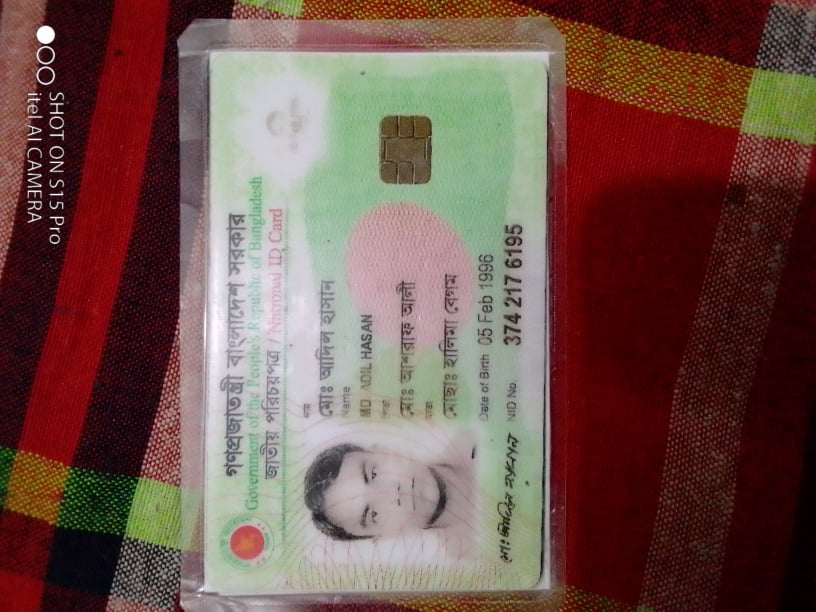 গণপ্রজাতন্ত্রী বাংলাদেশ সরকার
Government of the People's Republic of Bangladesh
জাতীয় পরিচয়পত্র / National ID Card
নাম
মোঃ আদিল হাসান
Name
MD. ADIL HASAN
পিতা
মোঃ আশরাফ আলী
মাতা
মোছাঃ হালিমা বেগম
Date of Birth 05 Feb 1996
NID No 374 217 6195
SHOT ON S15 Pro
itel AI CAMERA